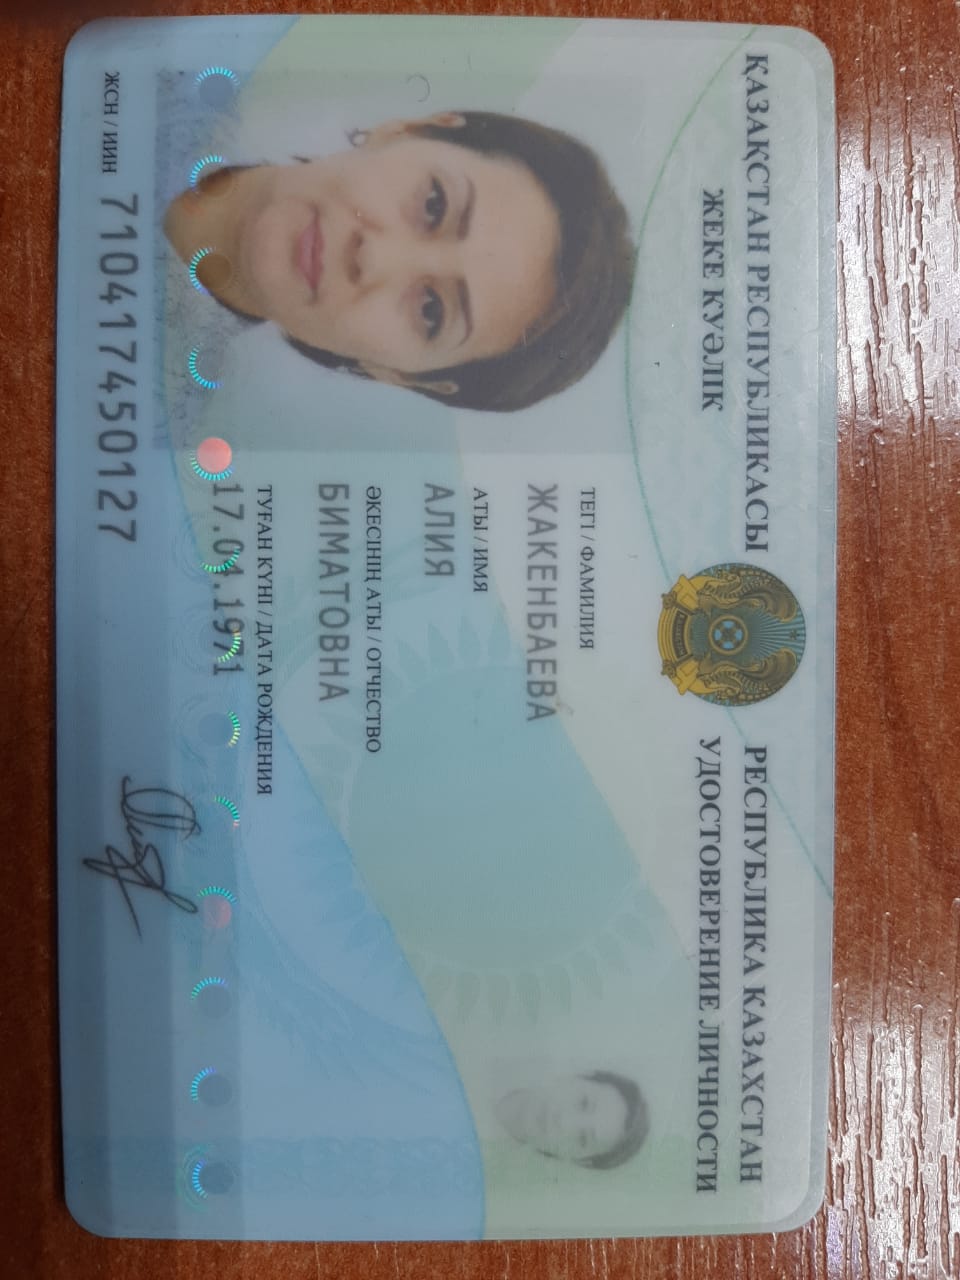 ҚАЗАҚСТАН РЕСПУБЛИКАСЫ
ЖЕКЕ КУӘЛІК
РЕСПУБЛИКА КАЗАХСТАН
УДОСТОВЕРЕНИЕ ЛИЧНОСТИ
ТЕГІ / ФАМИЛИЯ
ЖАКЕНБАЕВА
АТЫ / ИМЯ
АЛИЯ
ӘКЕСІНІҢ АТЫ / ОТЧЕСТВО
БИМАТОВНА
ТУҒАН КҮНІ / ДАТА РОЖДЕНИЯ
17.04.1971
ЖСН / ИИН 710417450127